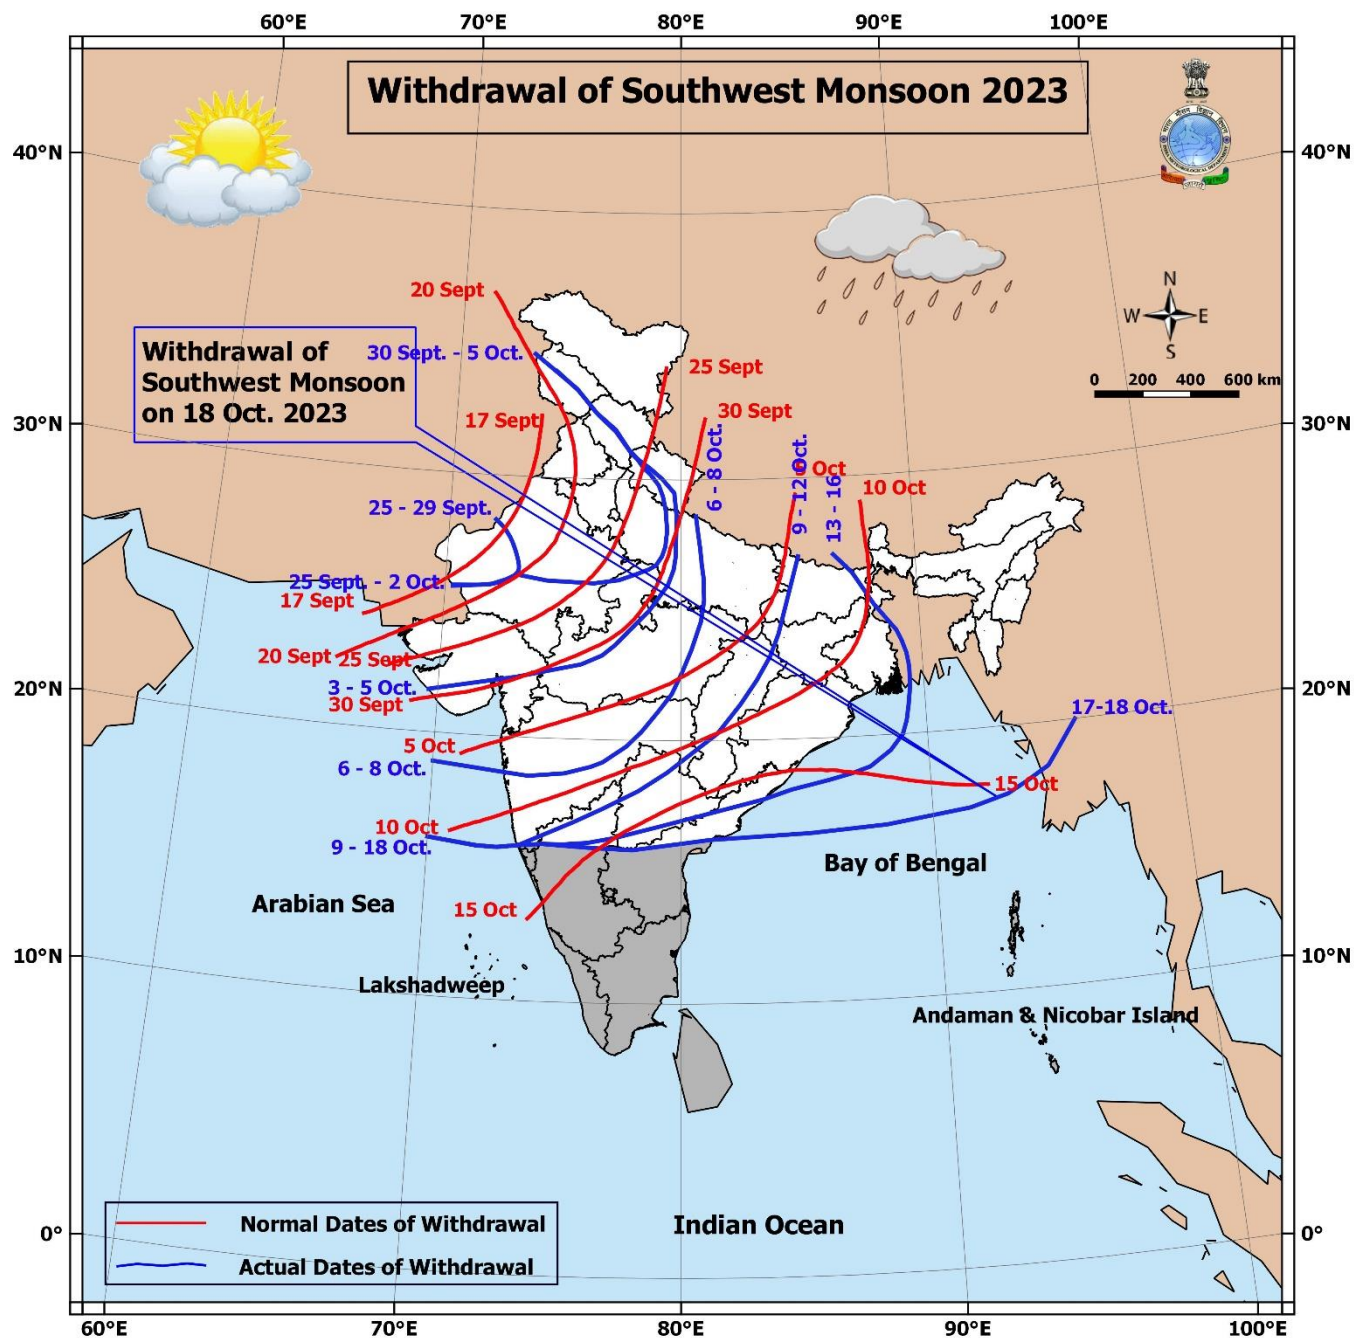 60°E 70°E 80°E 90°E 100°E
Withdrawal of Southwest Monsoon 2023
40°N 40°N
20 Sept
N
W E
S
Withdrawal of
Southwest Monsoon
on 18 Oct. 2023
30 Sept. - 5 Oct.
25 Sept
0 200 400 600 km
17 Sept
30 Sept
30°N 30°N
6 - 8 Oct.
9 - 12 Oct.
5 Oct
13 - 16
10 Oct
25 - 29 Sept.
25 Sept. - 2 Oct.
17 Sept
20 Sept
25 Sept
20°N 20°N
3 - 5 Oct.
30 Sept
17-18 Oct.
5 Oct
6 - 8 Oct.
15 Oct
10 Oct
9 - 18 Oct.
Bay of Bengal
Arabian Sea
15 Oct
10°N 10°N
Lakshadweep
Andaman & Nicobar Island
Normal Dates of Withdrawal
Indian Ocean
0° 0°
Actual Dates of Withdrawal
60°E 70°E 80°E 90°E 100°E